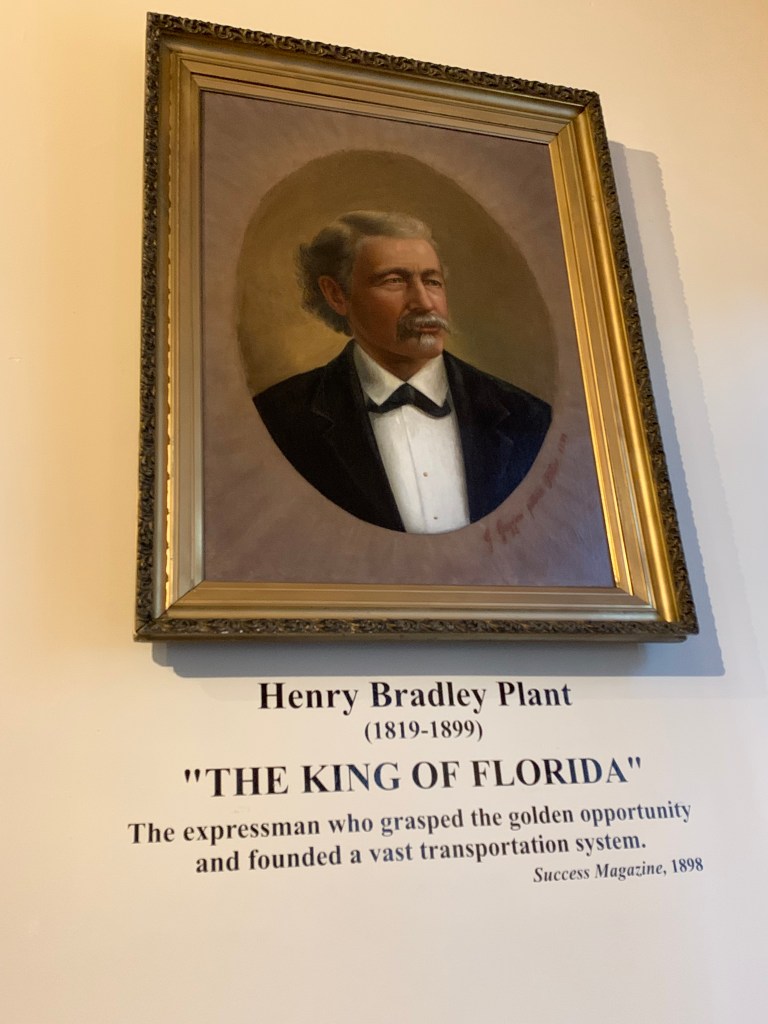 Henry Bradley Plant
(1819-1899)
"THE KING OF FLORIDA"
The expressman who grasped the golden opportunity
and founded a vast transportation system.
Success Magazine, 1898